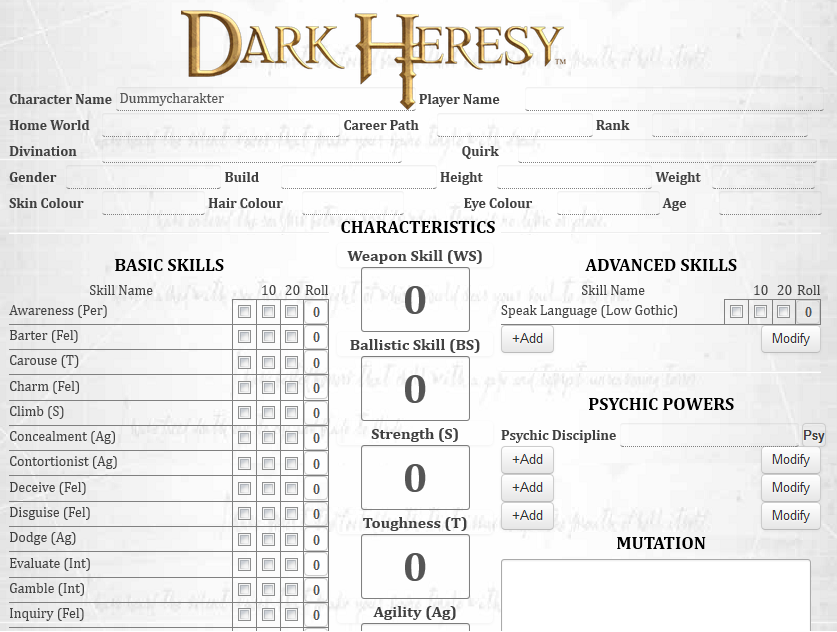 DARK HERESY™
Character Name Dummycharakter Player Name
Home World Career Path Rank
Divination Quirk
Gender Build Height Weight
Skin Colour Hair Colour Eye Colour Age
CHARACTERISTICS
BASIC SKILLS
Skill Name 10 20 Roll
Awareness (Per) 0
Barter (Fel) 0
Carouse (T) 0
Charm (Fel) 0
Climb (S) 0
Concealment (Ag) 0
Contortionist (Ag) 0
Deceive (Fel) 0
Disguise (Fel) 0
Dodge (Ag) 0
Evaluate (Int) 0
Gamble (Int) 0
Inquiry (Fel) 0
Weapon Skill (WS)
0
Ballistic Skill (BS)
0
Strength (S)
0
Toughness (T)
0
Agility (Ag)
ADVANCED SKILLS
Skill Name 10 20 Roll
Speak Language (Low Gothic) 0
+Add Modify
PSYCHIC POWERS
Psychic Discipline Psy
+Add Modify
+Add Modify
+Add Modify
MUTATION